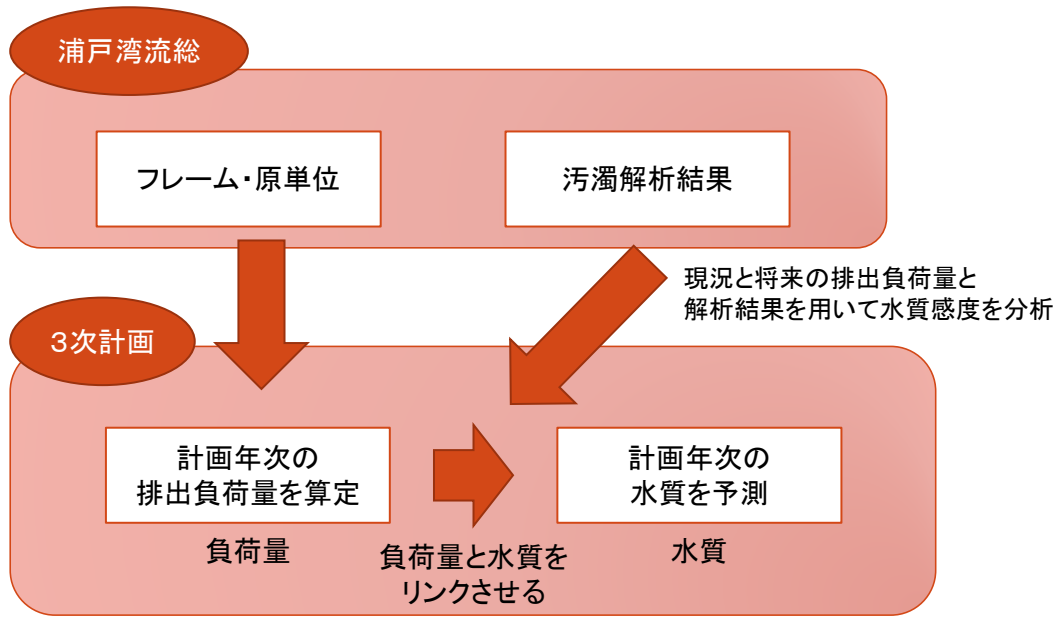 浦戸湾流総
フレーム・原単位
汚濁解析結果
現況と将来の排出負荷量と
解析結果を用いて水質感度を分析
３次計画
計画年次の
排出負荷量を算定
計画年次の
水質を予測
負荷量
負荷量と水質を
リンクさせる
水質